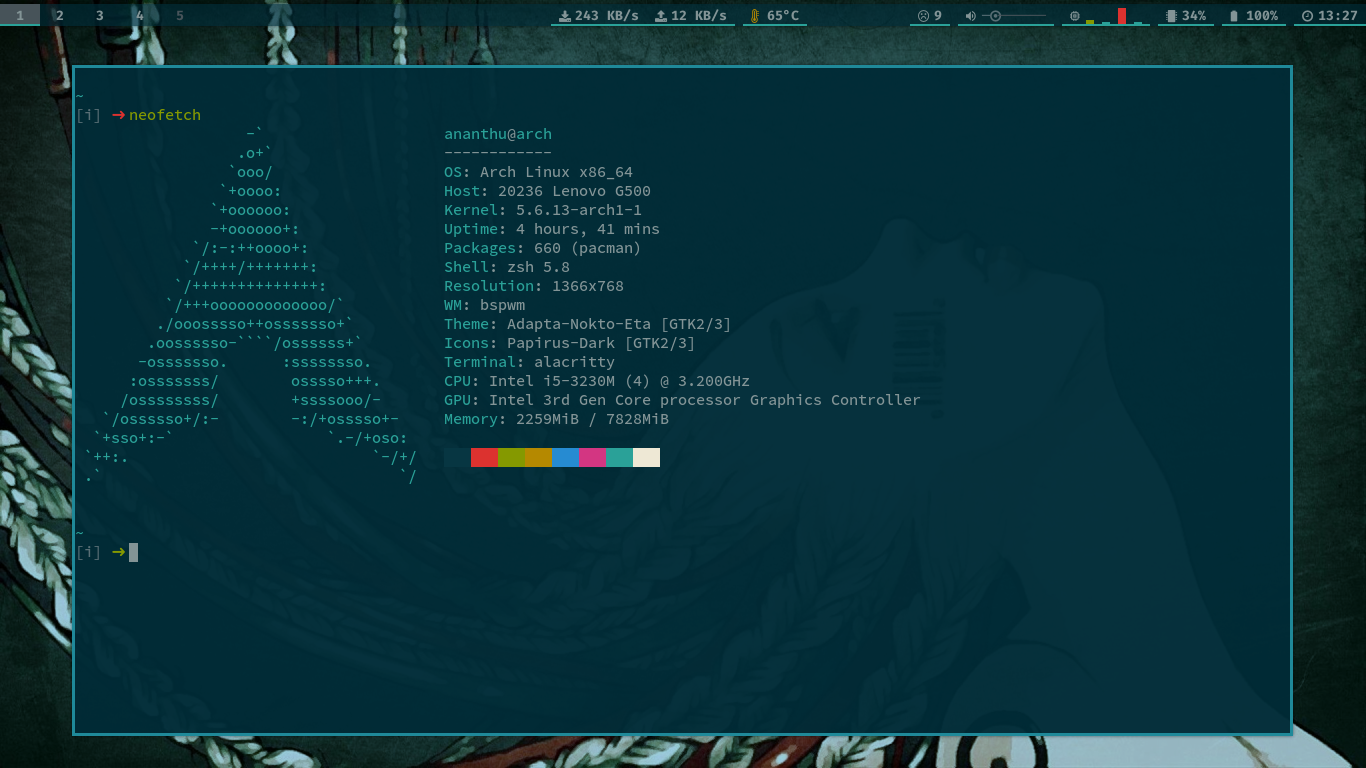 1 2 3 4 5 243 KB/s 12 KB/s 65°C 9 34% 100% 13:27
~
[i] ➜ neofetch
                   -`                    ananthu@arch
                  .o+`                   ------------
                 `ooo/                   OS: Arch Linux x86_64
                `+oooo:                  Host: 20236 Lenovo G500
               `+oooooo:                 Kernel: 5.6.13-arch1-1
               -+oooooo+:                Uptime: 4 hours, 41 mins
             `/:-:++oooo+:               Packages: 660 (pacman)
            `/++++/+++++++:              Shell: zsh 5.8
           `/++++++++++++++:             Resolution: 1366x768
          `/+++ooooooooooooo/`           WM: bspwm
         ./ooosssso++osssssso+`          Theme: Adapta-Nokto-Eta [GTK2/3]
        .oossssso-````/ossssss+`         Icons: Papirus-Dark [GTK2/3]
       -osssssso.      :ssssssso.        Terminal: alacritty
      :osssssss/        osssso+++.       CPU: Intel i5-3230M (4) @ 3.200GHz
     /ossssssss/        +ssssooo/-       GPU: Intel 3rd Gen Core processor Graphics Controller
   `/ossssso+/:-        -:/+osssso+-     Memory: 2259MiB / 7828MiB
  `+sso+:-`                 `.-/+oso:
 `++:.                           `-/+/
 .`                                 `/
~
[i] ➜